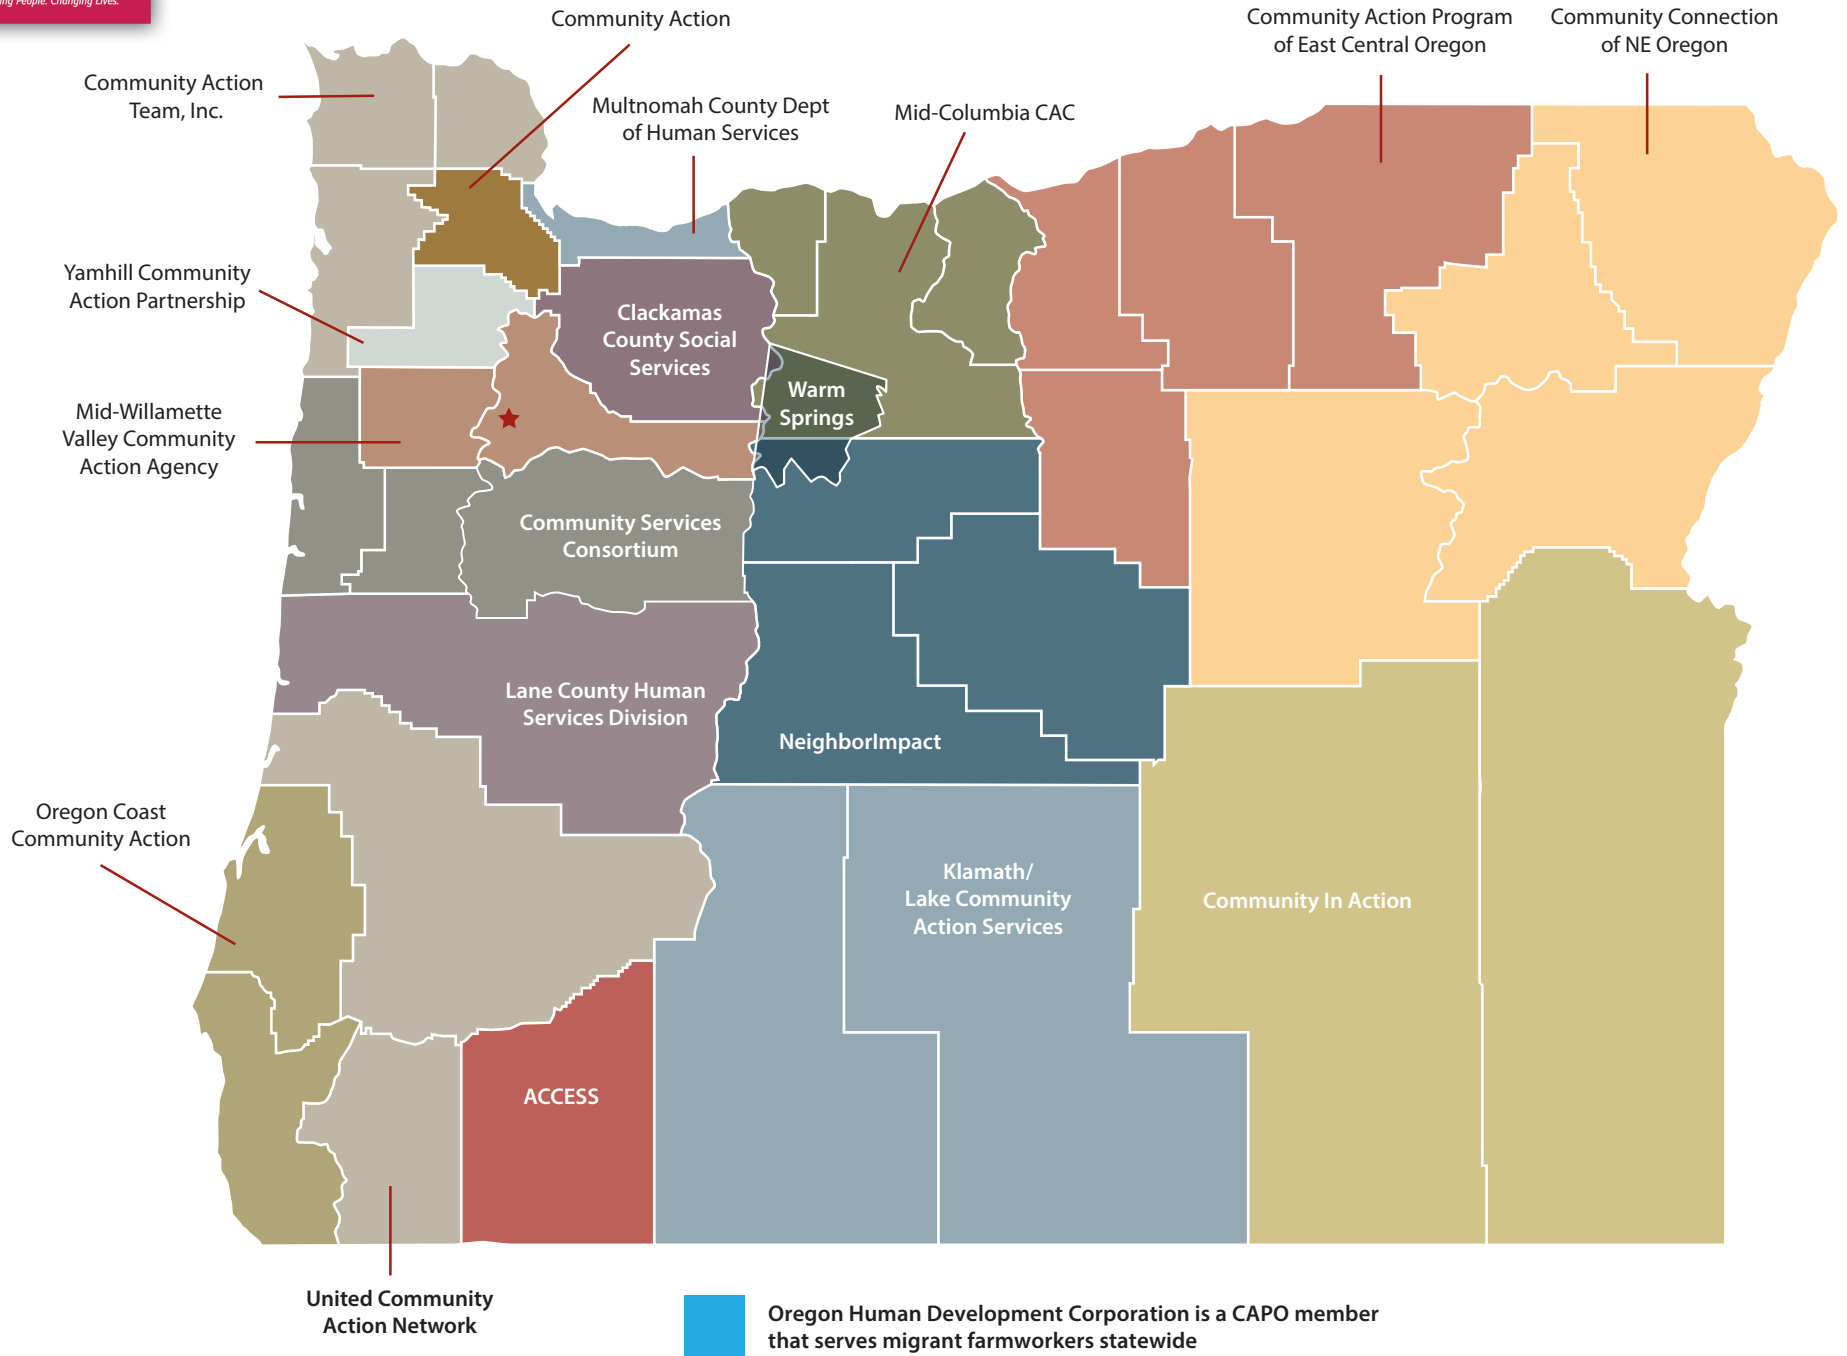 People. Changing Lives.
Community Action
Community Action Program
of East Central Oregon
Community Connection
of NE Oregon
Community Action
Team, Inc.
Multnomah County Dept
of Human Services
Mid-Columbia CAC
Yamhill Community
Action Partnership
Clackamas
County Social
Services
Warm
Springs
Mid-Willamette
Valley Community
Action Agency
Community Services
Consortium
Lane County Human
Services Division
NeighborImpact
Oregon Coast
Community Action
Klamath/
Lake Community
Action Services
Community In Action
ACCESS
United Community
Action Network
Oregon Human Development Corporation is a CAPO member
that serves migrant farmworkers statewide